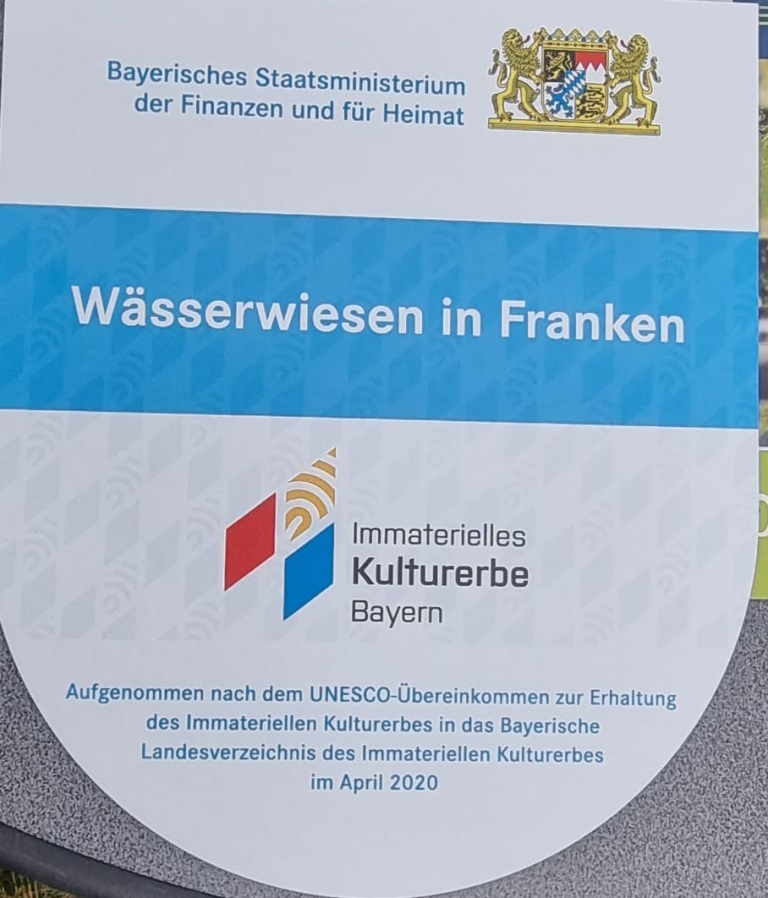 Bayerisches Staatsministerium
der Finanzen und für Heimat
Wässerwiesen in Franken
Immaterielles
Kulturerbe
Bayern
Aufgenommen nach dem UNESCO-Übereinkommen zur Erhaltung
des Immateriellen Kulturerbes in das Bayerische
Landesverzeichnis des Immateriellen Kulturerbes
im April 2020